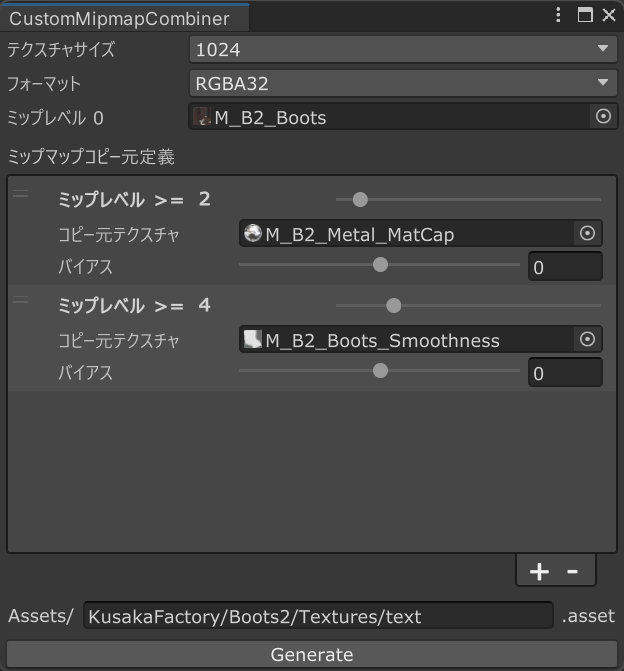 CustomMipmapCombiner
テクスチャサイズ 1024
フォーマット RGBA32
ミップレベル 0 M_B2_Boots
ミップマップコピー元定義
ミップレベル >= 2
コピー元テクスチャ M_B2_Metal_MatCap
バイアス 0
ミップレベル >= 4
コピー元テクスチャ M_B2_Boots_Smoothness
バイアス 0
Assets/ KusakaFactory/Boots2/Textures/text .asset
Generate